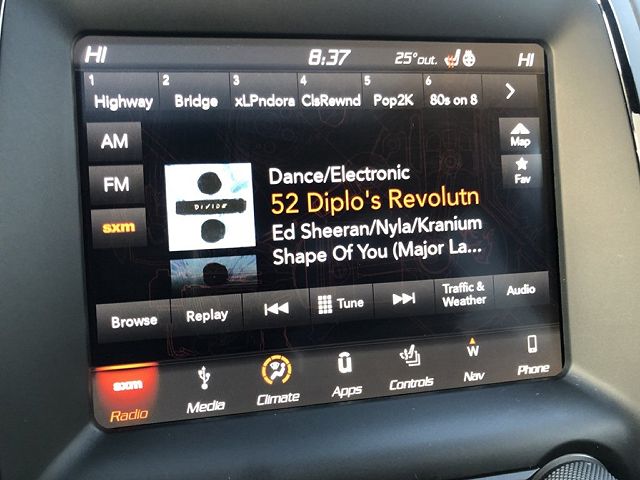 HI 8:37 25°out. HI
1 Highway 2 Bridge 3 xLPndora 4 ClsRewnd 5 Pop2K 6 80s on 8
AM
FM
sxm
DIVIDE
Dance/Electronic
52 Diplo's Revolutn
Ed Sheeran/Nyla/Kranium
Shape Of You (Major La...
Map
Fav
Browse Replay Tune Traffic & Weather Audio
sxm
Radio Media Climate Apps Controls W Nav Phone